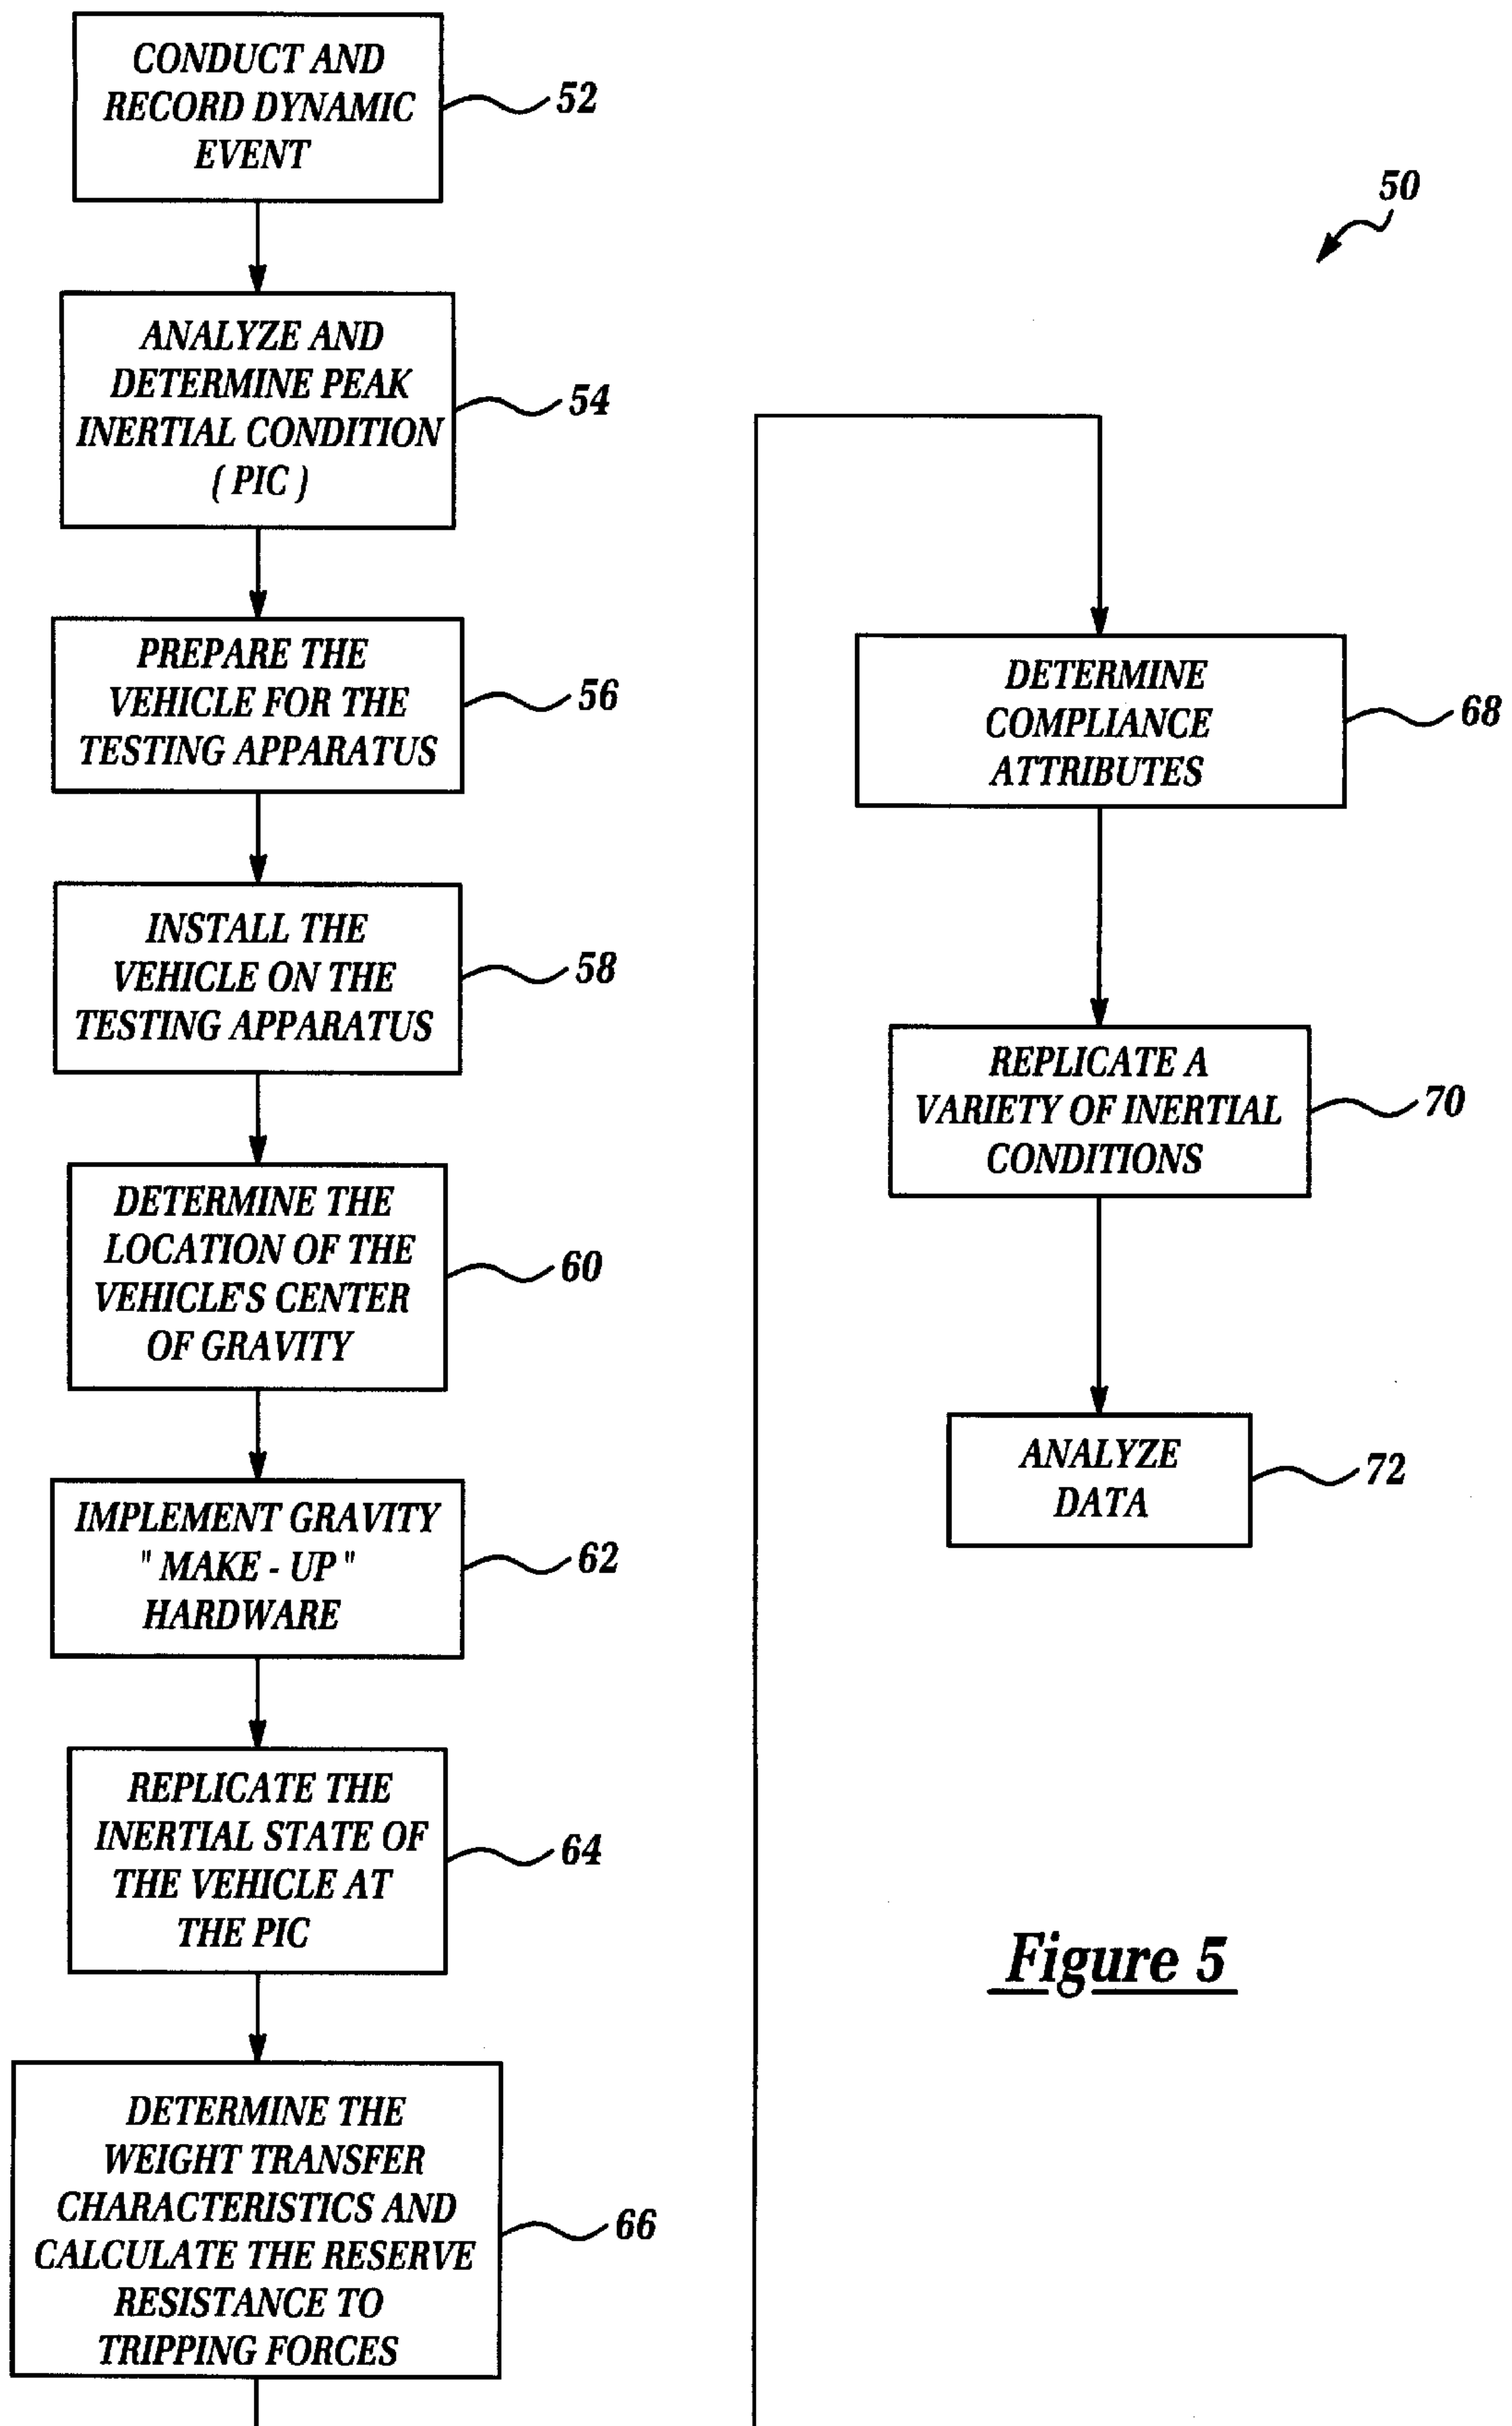 CONDUCT AND
RECORD DYNAMIC
EVENT
52
ANALYZE AND
DETERMINE PEAK
INERTIAL CONDITION
( PIC )
54
PREPARE THE
VEHICLE FOR THE
TESTING APPARATUS
56
INSTALL THE
VEHICLE ON THE
TESTING APPARATUS
58
DETERMINE THE
LOCATION OF THE
VEHICLE'S CENTER
OF GRAVITY
60
IMPLEMENT GRAVITY
" MAKE - UP "
HARDWARE
62
REPLICATE THE
INERTIAL STATE OF
THE VEHICLE AT
THE PIC
64
DETERMINE THE
WEIGHT TRANSFER
CHARACTERISTICS AND
CALCULATE THE RESERVE
RESISTANCE TO
TRIPPING FORCES
66
50
DETERMINE
COMPLIANCE
ATTRIBUTES
68
REPLICATE A
VARIETY OF INERTIAL
CONDITIONS
70
ANALYZE
DATA
72
Figure 5